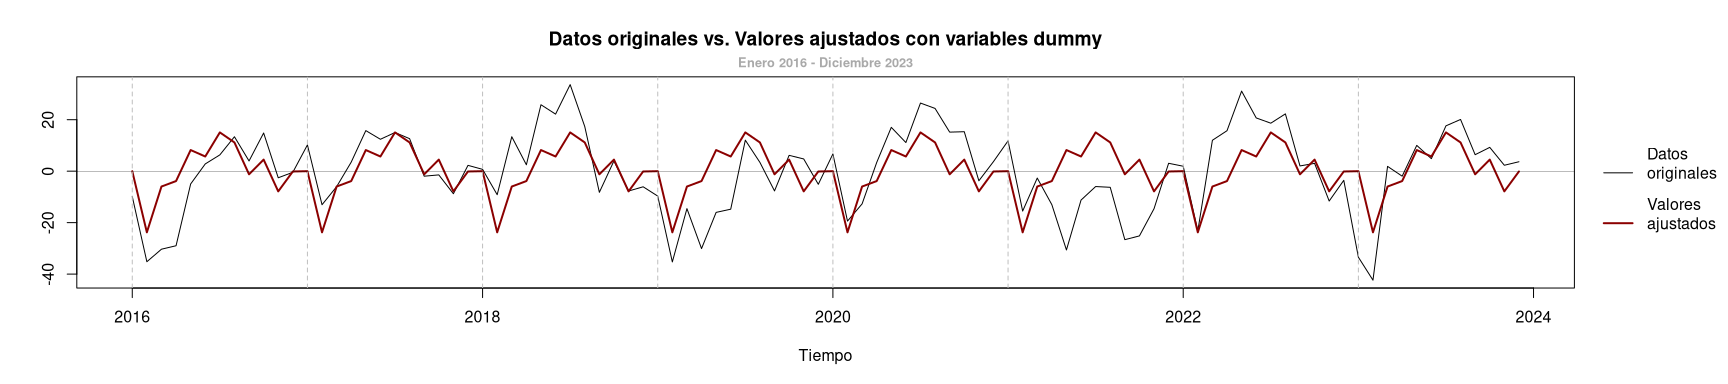 Datos originales vs. Valores ajustados con variables dummy
Enero 2016 - Diciembre 2023
20
0
-20
-40
2016
2018
2020
2022
2024
Tiempo
Datos
originales
Valores
ajustados